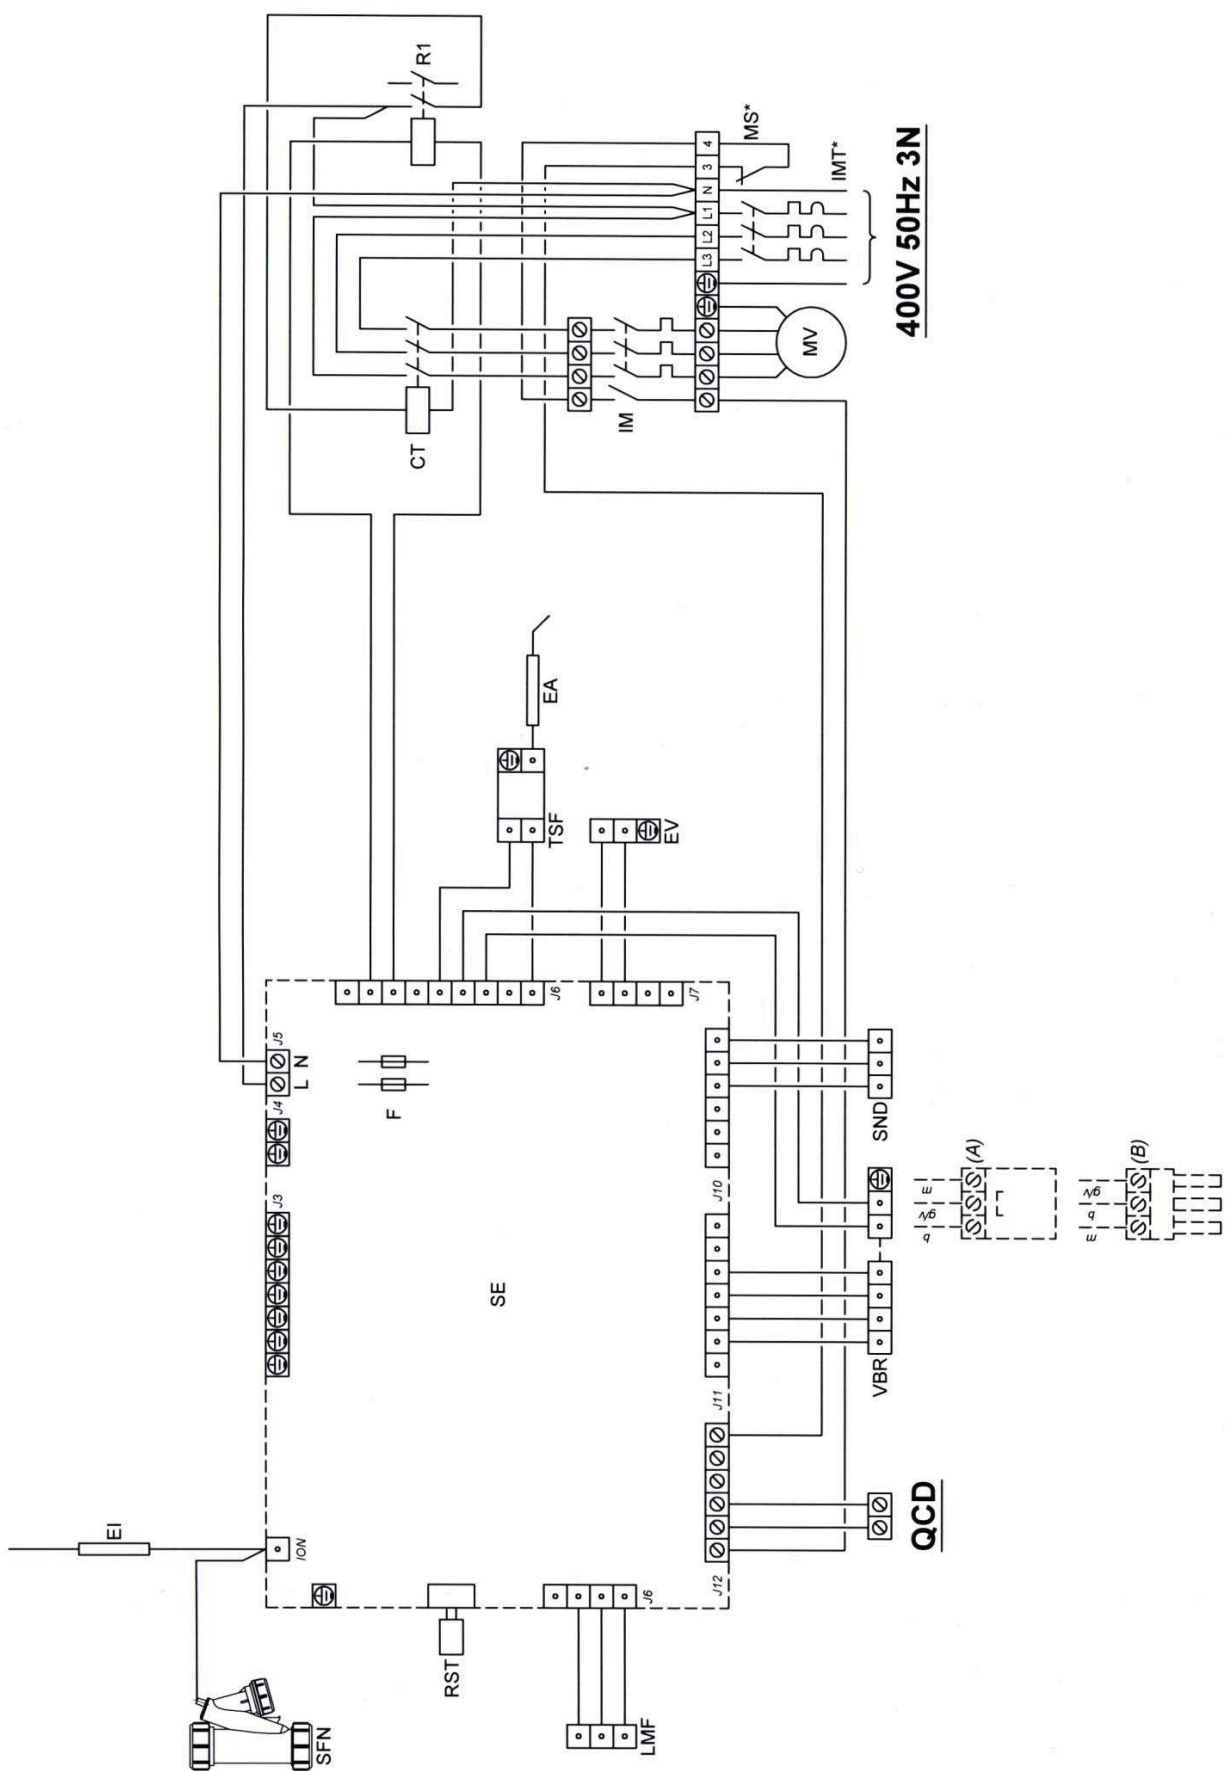 EI
SFN
ION
J3
J4
J5
L N
R1
F
CT
RST
SE
J6
TSF
EA
IM
LMF
J6
J7
EV
L3 L2 L1 N 3 4
J12
J11
J10
MS*
MV
IMT*
VBR
SND
QCD
400V 50Hz 3N
b g/v m
(A)
m b g/v
(B)